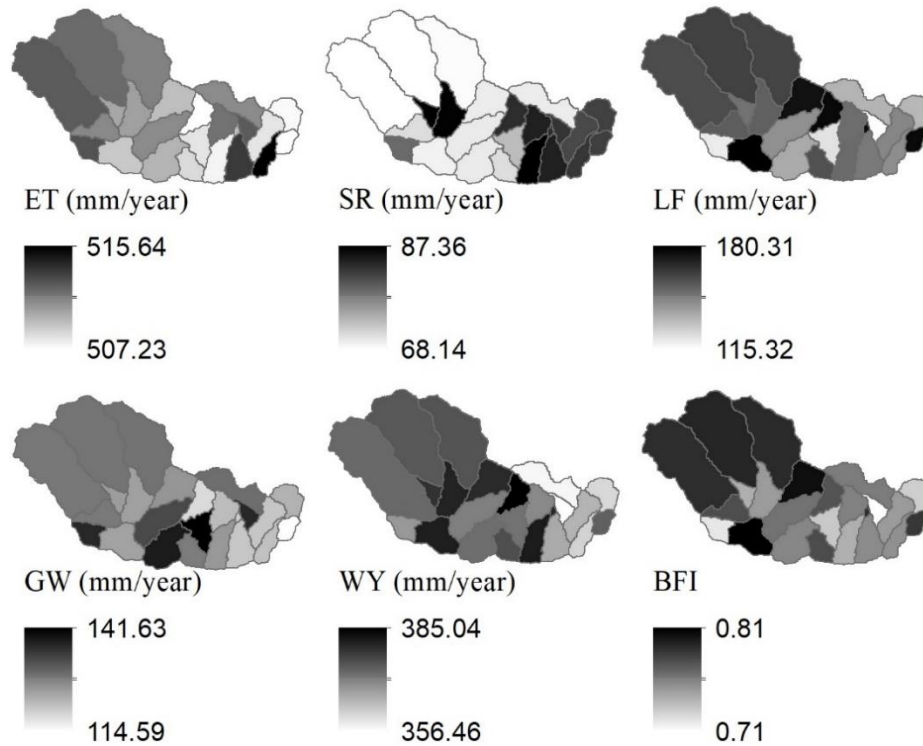 ET (mm/year)
515.64
507.23
SR (mm/year)
87.36
68.14
LF (mm/year)
180.31
115.32
GW (mm/year)
141.63
114.59
WY (mm/year)
385.04
356.46
BFI
0.81
0.71